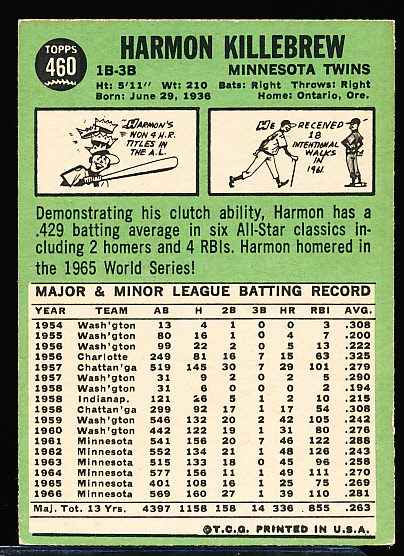 TOPPS
460
HARMON KILLEBREW
1B-3B MINNESOTA TWINS
Ht: 5'11" Wt: 210 Bats: Right Throws: Right
Born: June 29, 1936 Home: Ontario, Ore.
HARMON'S
WON 4 H.R.
TITLES IN
THE A.L.
HE RECEIVED
18
INTENTIONAL
WALKS
IN
1961.
Demonstrating his clutch ability, Harmon has a
.429 batting average in six All-Star classics in-
cluding 2 homers and 4 RBIs. Harmon homered in
the 1965 World Series!
MAJOR & MINOR LEAGUE BATTING RECORD
YEAR TEAM AB H 2B 3B HR RBI AVG.
1954 Wash'gton 13 4 1 0 0 3 .308
1955 Wash'gton 80 16 1 0 4 7 .200
1956 Wash'gton 99 22 2 0 5 13 .222
1956 Charlotte 249 81 16 7 15 63 .325
1957 Chattan'ga 519 145 30 7 29 101 .279
1957 Wash'gton 31 9 2 0 2 5 .290
1958 Wash'gton 31 6 0 0 0 2 .194
1958 Indianap. 121 26 5 1 2 10 .215
1958 Chattan'ga 299 92 17 1 17 54 .308
1959 Wash'gton 546 132 20 2 42 105 .242
1960 Wash'gton 442 122 19 1 31 80 .276
1961 Minnesota 541 156 20 7 46 122 .288
1962 Minnesota 552 134 21 1 48 126 .243
1963 Minnesota 515 133 18 0 45 96 .258
1964 Minnesota 577 156 11 1 49 111 .270
1965 Minnesota 401 108 16 1 25 75 .269
1966 Minnesota 569 160 27 1 39 110 .281
Maj. Tot. 13 Yrs. 4397 1158 158 14 336 855 .263
©T.C.G. PRINTED IN U.S.A.